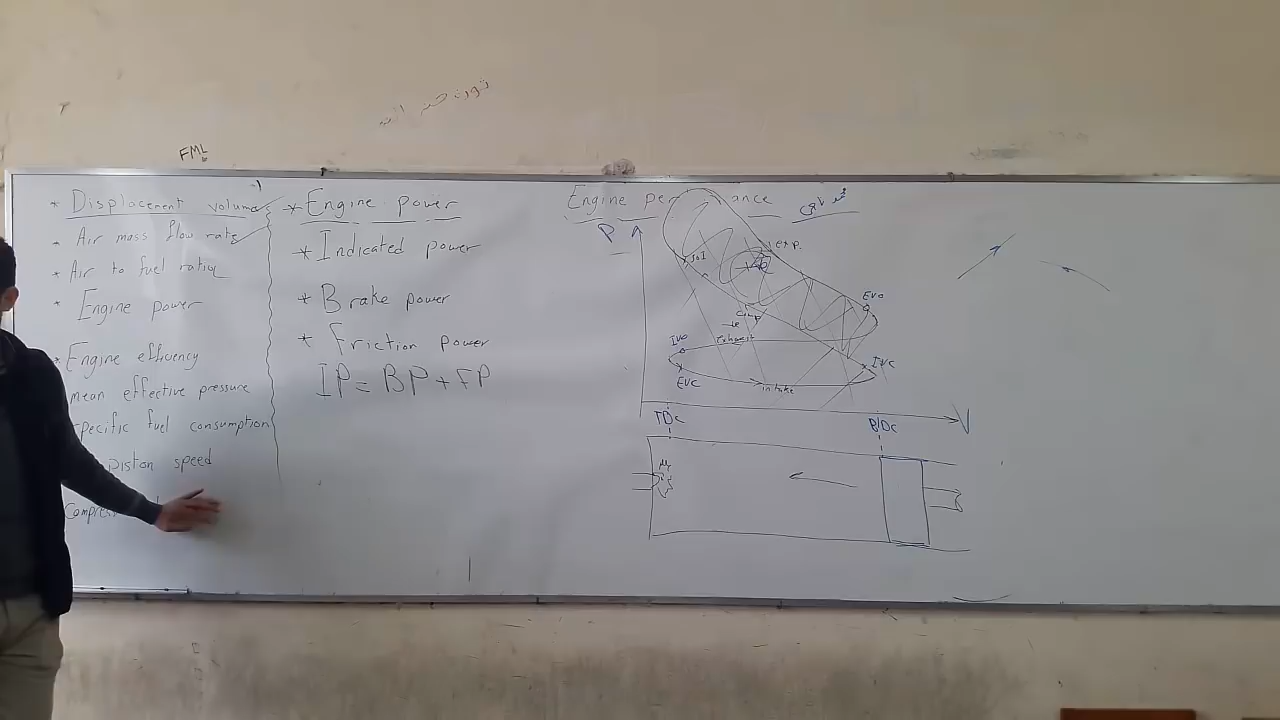 FML
* Displacement volume
* Air mass flow rate
* Air to fuel ratio
* Engine power
* Engine efficiency
mean effective pressure
specific fuel consumption
piston speed
* Engine power
* Indicated power
* Brake power
* Friction power
IP = BP + FP
Engine per mance
P
exp.
EVO
comp
exhaust
IVO
IVC
EVC
intake
TDC
BDC
V